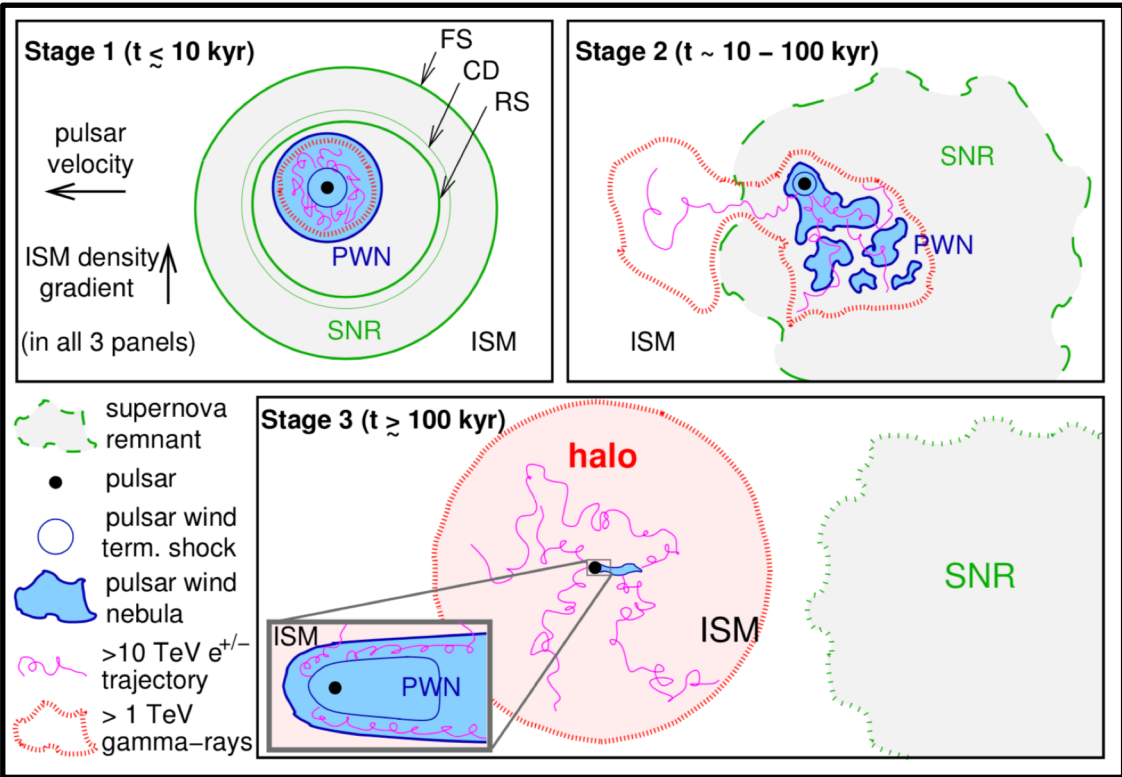 Stage 1 (t ≲ 10 kyr)
FS
CD
RS
pulsar
velocity
ISM density
gradient
(in all 3 panels)
PWN
SNR
ISM
Stage 2 (t ~ 10 − 100 kyr)
SNR
PWN
ISM
supernova
remnant
pulsar
pulsar wind
term. shock
pulsar wind
nebula
>10 TeV e+/−
trajectory
> 1 TeV
gamma−rays
Stage 3 (t ≳ 100 kyr)
halo
ISM
SNR
ISM
PWN